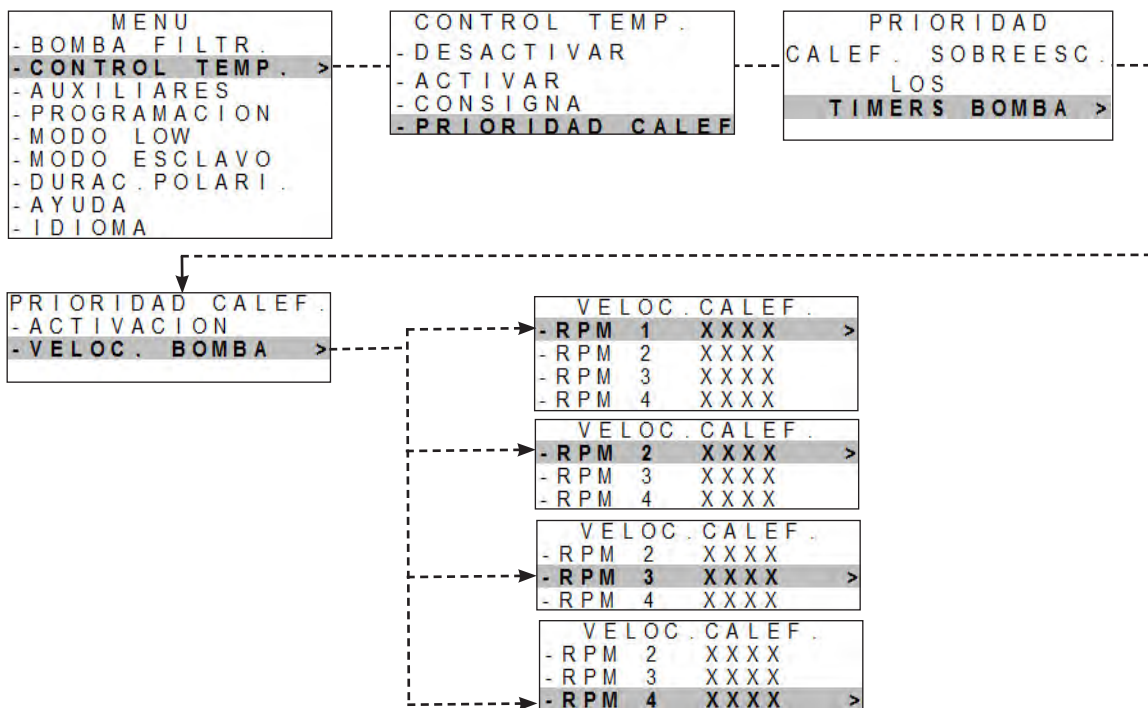 MENU
-BOMBA FILTR.
-CONTROL TEMP. >
-AUXILIARES
-PROGRAMACION
-MODO LOW
-MODO ESCLAVO
-DURAC.POLARI.
-AYUDA
-IDIOMA
CONTROL TEMP.
-DESACTIVAR
-ACTIVAR
-CONSIGNA
-PRIORIDAD CALEF
PRIORIDAD
CALEF. SOBREESC.
LOS
TIMERS BOMBA >
PRIORIDAD CALEF.
-ACTIVACION
-VELOC. BOMBA >
VELOC.CALEF.
-RPM 1 XXXX >
-RPM 2 XXXX
-RPM 3 XXXX
-RPM 4 XXXX
VELOC.CALEF.
-RPM 2 XXXX >
-RPM 3 XXXX
-RPM 4 XXXX
VELOC.CALEF.
-RPM 2 XXXX
-RPM 3 XXXX >
-RPM 4 XXXX
VELOC.CALEF.
-RPM 2 XXXX
-RPM 3 XXXX
-RPM 4 XXXX >